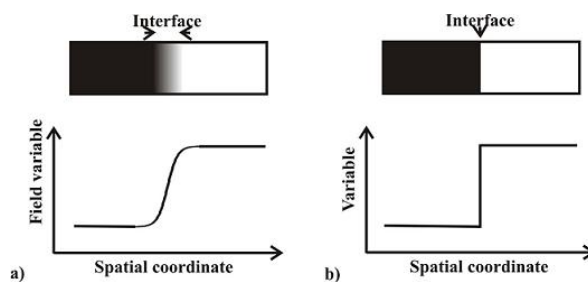 Interface
Field variable
Spatial coordinate
a)
Interface
Variable
Spatial coordinate
b)